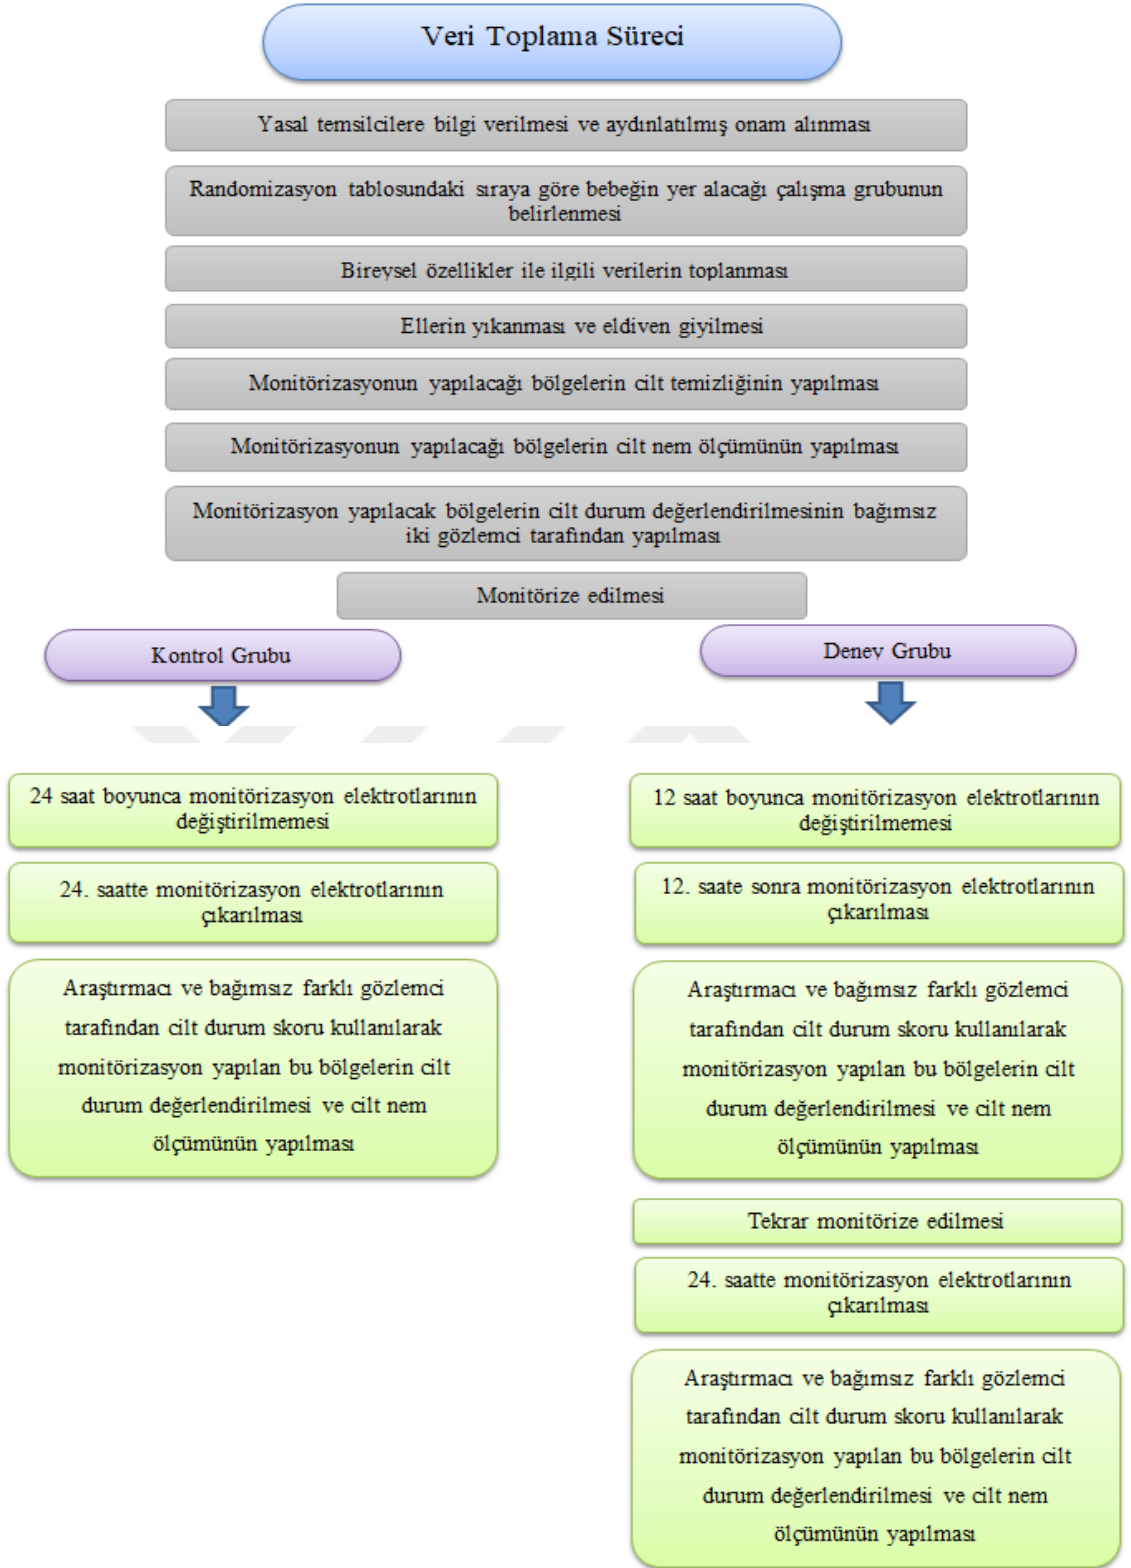 Veri Toplama Süreci
Yasal temsilcilere bilgi verilmesi ve aydınlatılmış onam alınması
Randomizasyon tablosundaki sıraya göre bebeğin yer alacağı çalışma grubunun
belirlenmesi
Bireysel özellikler ile ilgili verilerin toplanması
Ellerin yıkanması ve eldiven giyilmesi
Monitörizasyonun yapılacağı bölgelerin cilt temizliğinin yapılması
Monitörizasyonun yapılacağı bölgelerin cilt nem ölçümünün yapılması
Monitörizasyon yapılacak bölgelerin cilt durum değerlendirilmesinin bağımsız
iki gözlemci tarafından yapılması
Monitörize edilmesi
Kontrol Grubu
24 saat boyunca monitörizasyon elektrotlarının
değiştirilmemesi
24. saatte monitörizasyon elektrotlarının
çıkarılması
Araştırmacı ve bağımsız farklı gözlemci
tarafından cilt durum skoru kullanılarak
monitörizasyon yapılan bu bölgelerin cilt
durum değerlendirilmesi ve cilt nem
ölçümünün yapılması
Deney Grubu
12 saat boyunca monitörizasyon elektrotlarının
değiştirilmemesi
12. saate sonra monitörizasyon elektrotlarının
çıkarılması
Araştırmacı ve bağımsız farklı gözlemci
tarafından cilt durum skoru kullanılarak
monitörizasyon yapılan bu bölgelerin cilt
durum değerlendirilmesi ve cilt nem
ölçümünün yapılması
Tekrar monitörize edilmesi
24. saatte monitörizasyon elektrotlarının
çıkarılması
Araştırmacı ve bağımsız farklı gözlemci
tarafından cilt durum skoru kullanılarak
monitörizasyon yapılan bu bölgelerin cilt
durum değerlendirilmesi ve cilt nem
ölçümünün yapılması